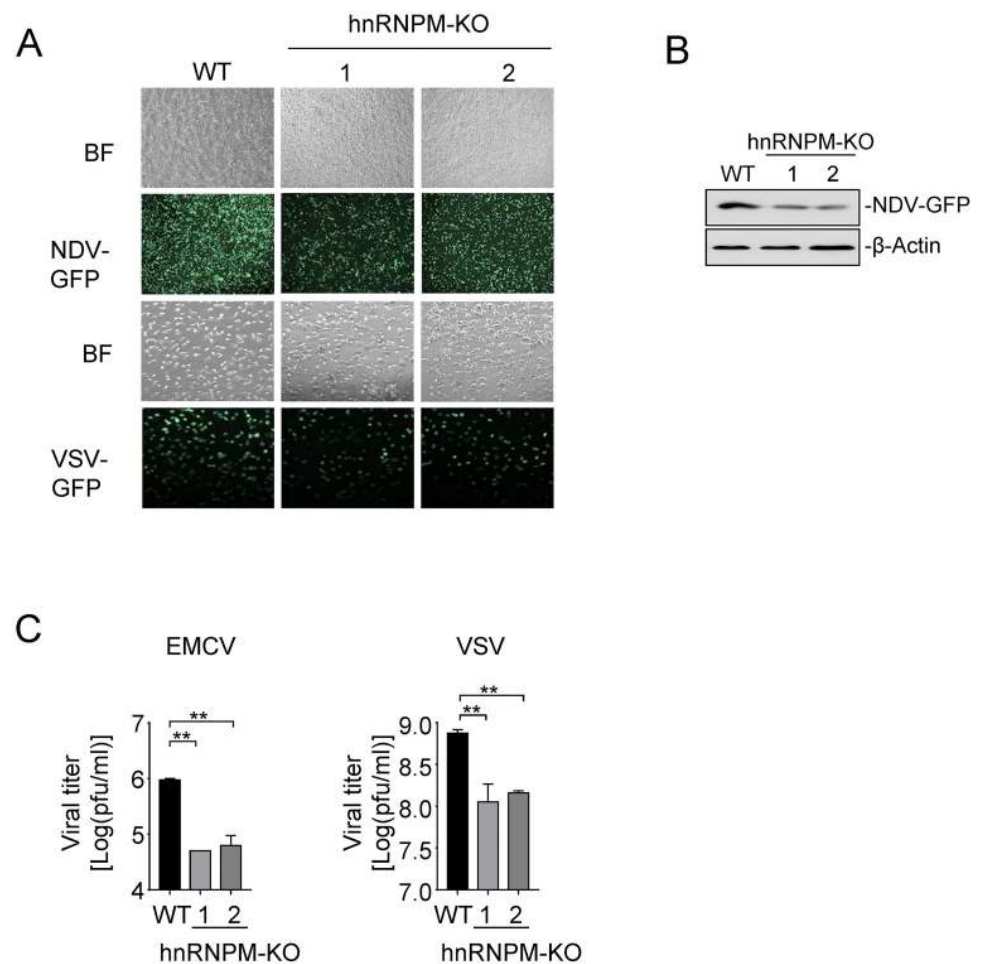 A
hnRNPM-KO
WT 1 2
BF
NDV-
GFP
BF
VSV-
GFP
B
hnRNPM-KO
WT 1 2
-NDV-GFP
-β-Actin
C
EMCV
**
**
7
6
5
4
Viral titer
[Log(pfu/ml)]
WT 1 2
hnRNPM-KO
VSV
**
**
9.0
8.5
8.0
7.5
7.0
Viral titer
[Log(pfu/ml)]
WT 1 2
hnRNPM-KO